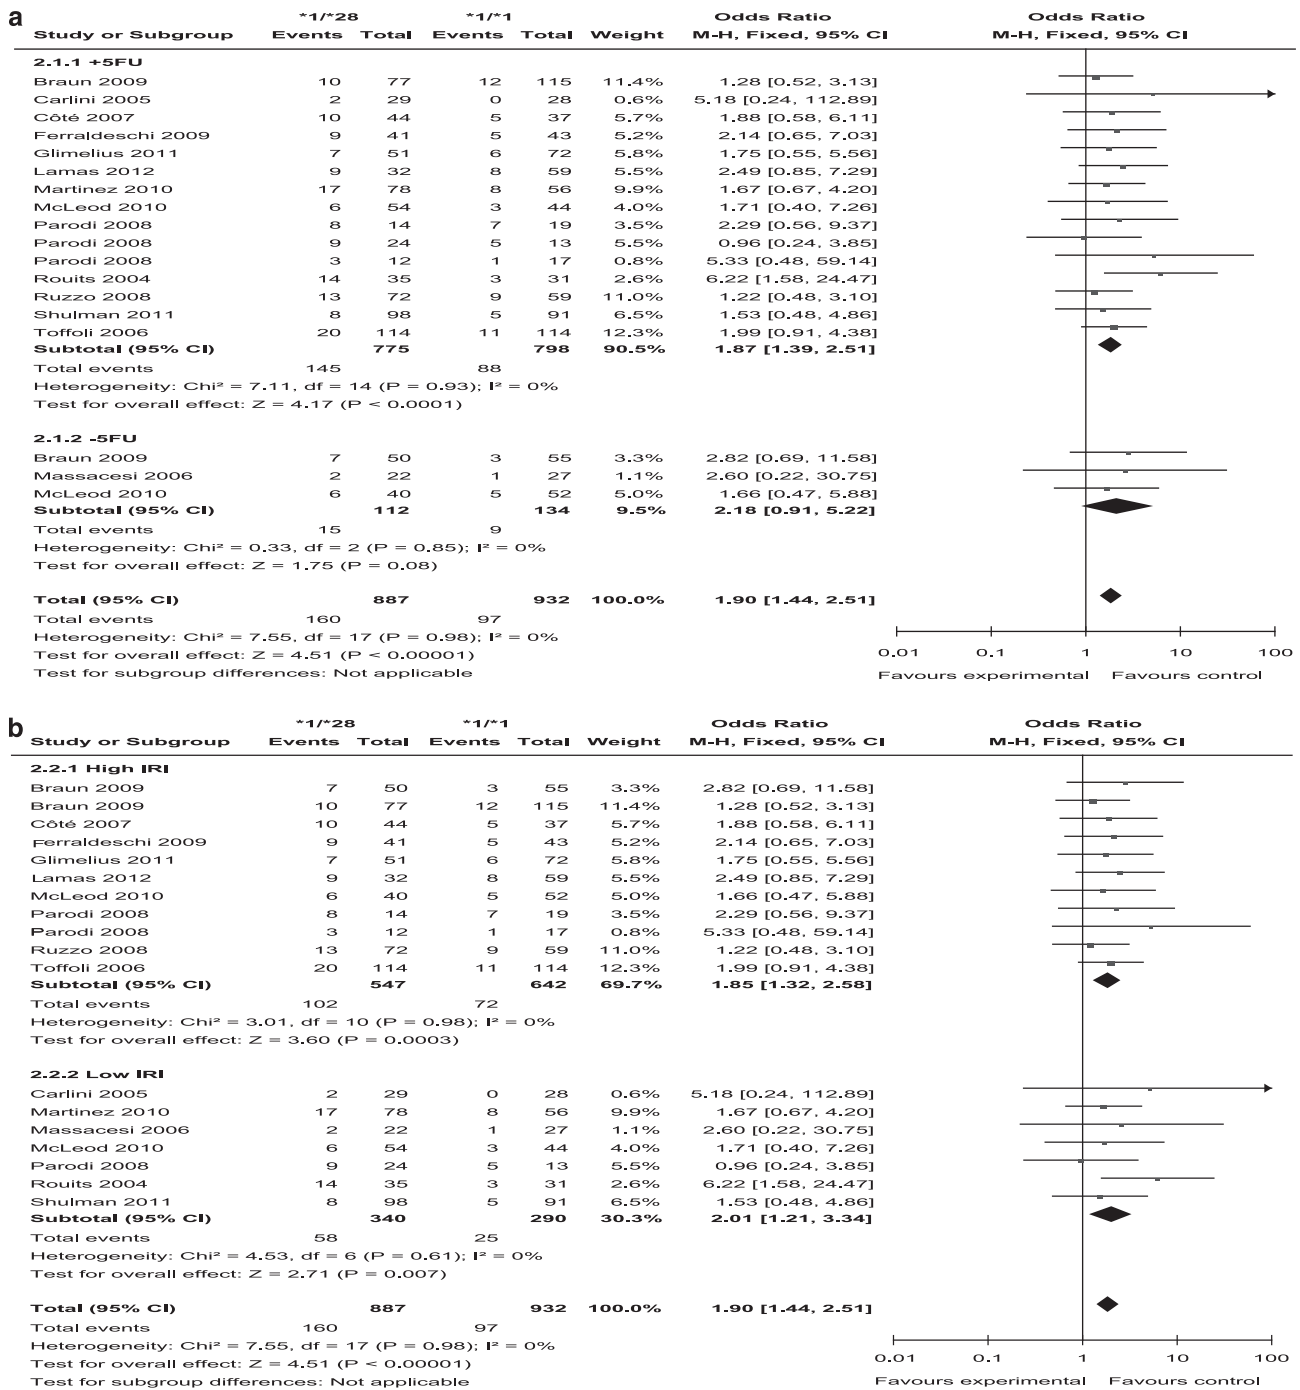 a
*1/*28 *1/*1 Odds Ratio Odds Ratio
Study or Subgroup Events Total Events Total Weight M-H, Fixed, 95% CI M-H, Fixed, 95% CI
2.1.1 +5FU
Braun 2009 10 77 12 115 11.4% 1.28 [0.52, 3.13]
Carlini 2005 2 29 0 28 0.6% 5.18 [0.24, 112.89]
Côté 2007 10 44 5 37 5.7% 1.88 [0.58, 6.11]
Ferraldeschi 2009 9 41 5 43 5.2% 2.14 [0.65, 7.03]
Glimelius 2011 7 51 6 72 5.8% 1.75 [0.55, 5.56]
Lamas 2012 9 32 8 59 5.5% 2.49 [0.85, 7.29]
Martinez 2010 17 78 8 56 9.9% 1.67 [0.67, 4.20]
McLeod 2010 6 54 3 44 4.0% 1.71 [0.40, 7.26]
Parodi 2008 8 14 7 19 3.5% 2.29 [0.56, 9.37]
Parodi 2008 9 24 5 13 5.5% 0.96 [0.24, 3.85]
Parodi 2008 3 12 1 17 0.8% 5.33 [0.48, 59.14]
Rouits 2004 14 35 3 31 2.6% 6.22 [1.58, 24.47]
Ruzzo 2008 13 72 9 59 11.0% 1.22 [0.48, 3.10]
Shulman 2011 8 98 5 91 6.5% 1.53 [0.48, 4.86]
Toffoli 2006 20 114 11 114 12.3% 1.99 [0.91, 4.38]
Subtotal (95% CI) 775 798 90.5% 1.87 [1.39, 2.51]
Total events 145 88
Heterogeneity: Chi² = 7.11, df = 14 (P = 0.93); I² = 0%
Test for overall effect: Z = 4.17 (P < 0.0001)
2.1.2 -5FU
Braun 2009 7 50 3 55 3.3% 2.82 [0.69, 11.58]
Massacesi 2006 2 22 1 27 1.1% 2.60 [0.22, 30.75]
McLeod 2010 6 40 5 52 5.0% 1.66 [0.47, 5.88]
Subtotal (95% CI) 112 134 9.5% 2.18 [0.91, 5.22]
Total events 15 9
Heterogeneity: Chi² = 0.33, df = 2 (P = 0.85); I² = 0%
Test for overall effect: Z = 1.75 (P = 0.08)
Total (95% CI) 887 932 100.0% 1.90 [1.44, 2.51]
Total events 160 97
Heterogeneity: Chi² = 7.55, df = 17 (P = 0.98); I² = 0%
Test for overall effect: Z = 4.51 (P < 0.00001)
Test for subgroup differences: Not applicable
0.01 0.1 1 10 100
Favours experimental Favours control
b
*1/*28 *1/*1 Odds Ratio Odds Ratio
Study or Subgroup Events Total Events Total Weight M-H, Fixed, 95% CI M-H, Fixed, 95% CI
2.2.1 High IRI
Braun 2009 7 50 3 55 3.3% 2.82 [0.69, 11.58]
Braun 2009 10 77 12 115 11.4% 1.28 [0.52, 3.13]
Côté 2007 10 44 5 37 5.7% 1.88 [0.58, 6.11]
Ferraldeschi 2009 9 41 5 43 5.2% 2.14 [0.65, 7.03]
Glimelius 2011 7 51 6 72 5.8% 1.75 [0.55, 5.56]
Lamas 2012 9 32 8 59 5.5% 2.49 [0.85, 7.29]
McLeod 2010 6 40 5 52 5.0% 1.66 [0.47, 5.88]
Parodi 2008 8 14 7 19 3.5% 2.29 [0.56, 9.37]
Parodi 2008 3 12 1 17 0.8% 5.33 [0.48, 59.14]
Ruzzo 2008 13 72 9 59 11.0% 1.22 [0.48, 3.10]
Toffoli 2006 20 114 11 114 12.3% 1.99 [0.91, 4.38]
Subtotal (95% CI) 547 642 69.7% 1.85 [1.32, 2.58]
Total events 102 72
Heterogeneity: Chi² = 3.01, df = 10 (P = 0.98); I² = 0%
Test for overall effect: Z = 3.60 (P = 0.0003)
2.2.2 Low IRI
Carlini 2005 2 29 0 28 0.6% 5.18 [0.24, 112.89]
Martinez 2010 17 78 8 56 9.9% 1.67 [0.67, 4.20]
Massacesi 2006 2 22 1 27 1.1% 2.60 [0.22, 30.75]
McLeod 2010 6 54 3 44 4.0% 1.71 [0.40, 7.26]
Parodi 2008 9 24 5 13 5.5% 0.96 [0.24, 3.85]
Rouits 2004 14 35 3 31 2.6% 6.22 [1.58, 24.47]
Shulman 2011 8 98 5 91 6.5% 1.53 [0.48, 4.86]
Subtotal (95% CI) 340 290 30.3% 2.01 [1.21, 3.34]
Total events 58 25
Heterogeneity: Chi² = 4.53, df = 6 (P = 0.61); I² = 0%
Test for overall effect: Z = 2.71 (P = 0.007)
Total (95% CI) 887 932 100.0% 1.90 [1.44, 2.51]
Total events 160 97
Heterogeneity: Chi² = 7.55, df = 17 (P = 0.98); I² = 0%
Test for overall effect: Z = 4.51 (P < 0.00001)
Test for subgroup differences: Not applicable
0.01 0.1 1 10 100
Favours experimental Favours control